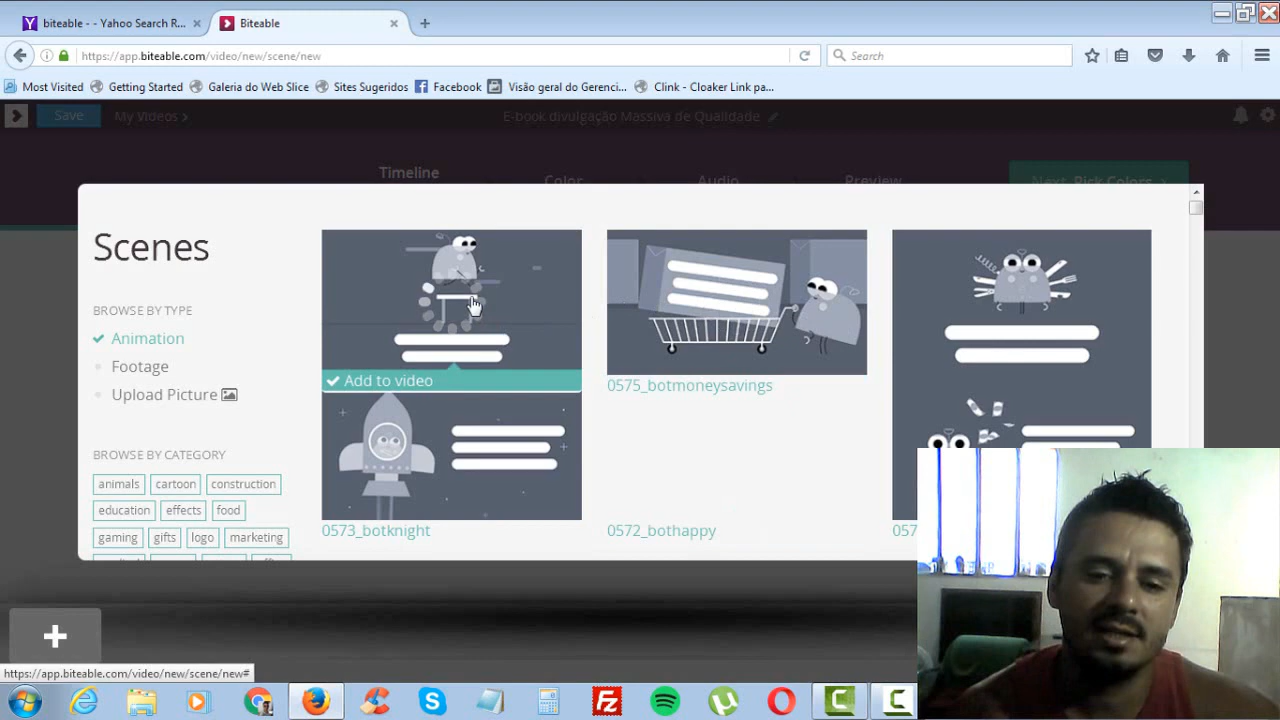 biteable - - Yahoo Search R...
Biteable
https://app.biteable.com/video/new/scene/new
Search
Most Visited
Getting Started
Galeria do Web Slice
Sites Sugeridos
Facebook
Visão geral do Gerenci...
Clink - Cloaker Link pa...
Save
My Videos
E-book divulgação Massiva de Qualidade
Timeline
Color
Audio
Preview
Next: Pick Colors
Scenes
BROWSE BY TYPE
Animation
Footage
Upload Picture
Add to video
0575_botmoneysavings
BROWSE BY CATEGORY
animals
cartoon
construction
education
effects
food
gaming
gifts
logo
marketing
0573_botknight
0572_bothappy
057
https://app.biteable.com/video/new/scene/new#